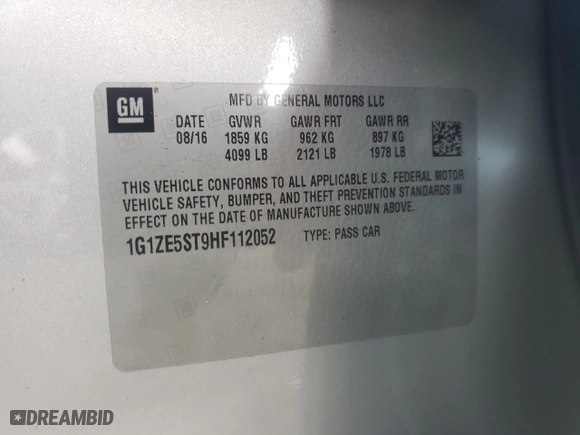 GM
MFD BY GENERAL MOTORS LLC
DATE GVWR GAWR FRT GAWR RR
08/16 1859 KG 962 KG 897 KG
4099 LB 2121 LB 1978 LB
THIS VEHICLE CONFORMS TO ALL APPLICABLE U.S. FEDERAL MOTOR
VEHICLE SAFETY, BUMPER, AND THEFT PREVENTION STANDARDS IN
EFFECT ON THE DATE OF MANUFACTURE SHOWN ABOVE.
1G1ZE5ST9HF112052 TYPE: PASS CAR
DREAMBID